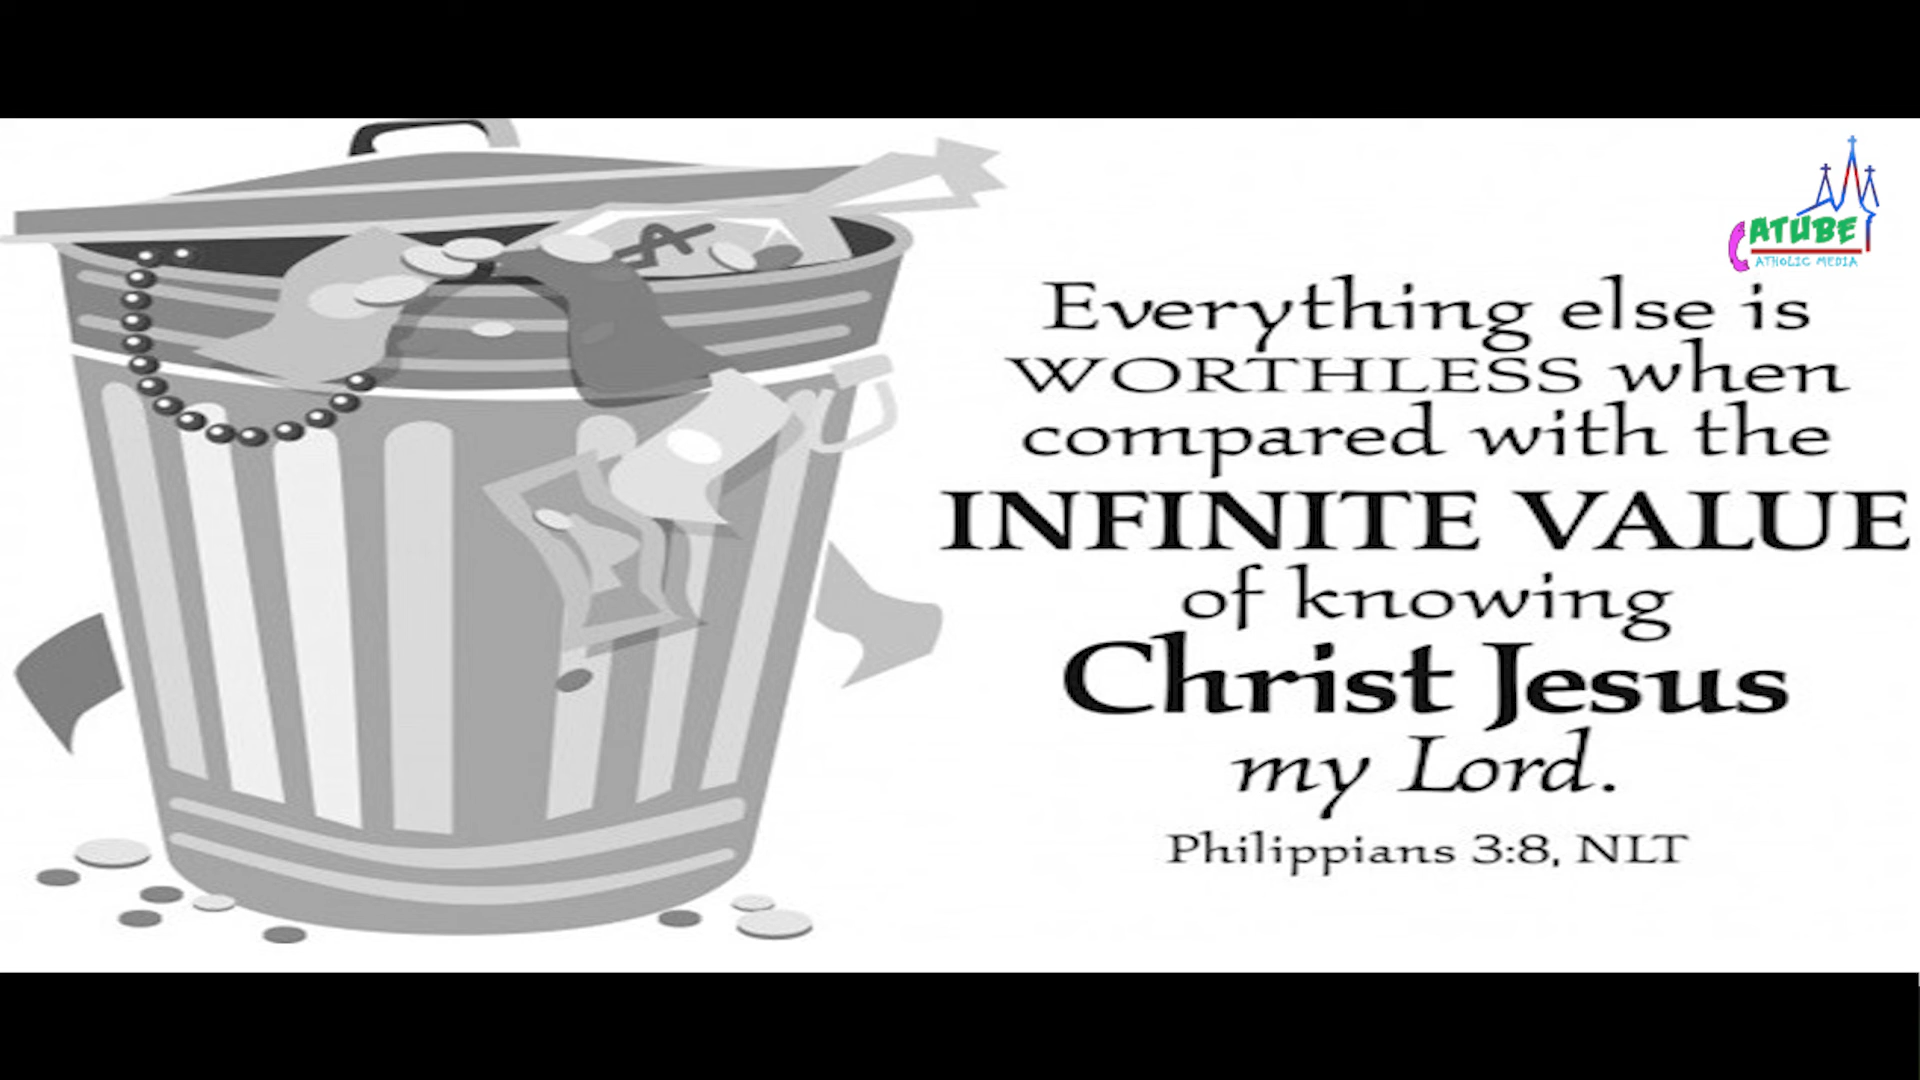 CATUBE
CATHOLIC MEDIA
Everything else is
WORTHLESS when
compared with the
INFINITE VALUE
of knowing
Christ Jesus
my Lord.
Philippians 3:8, NLT